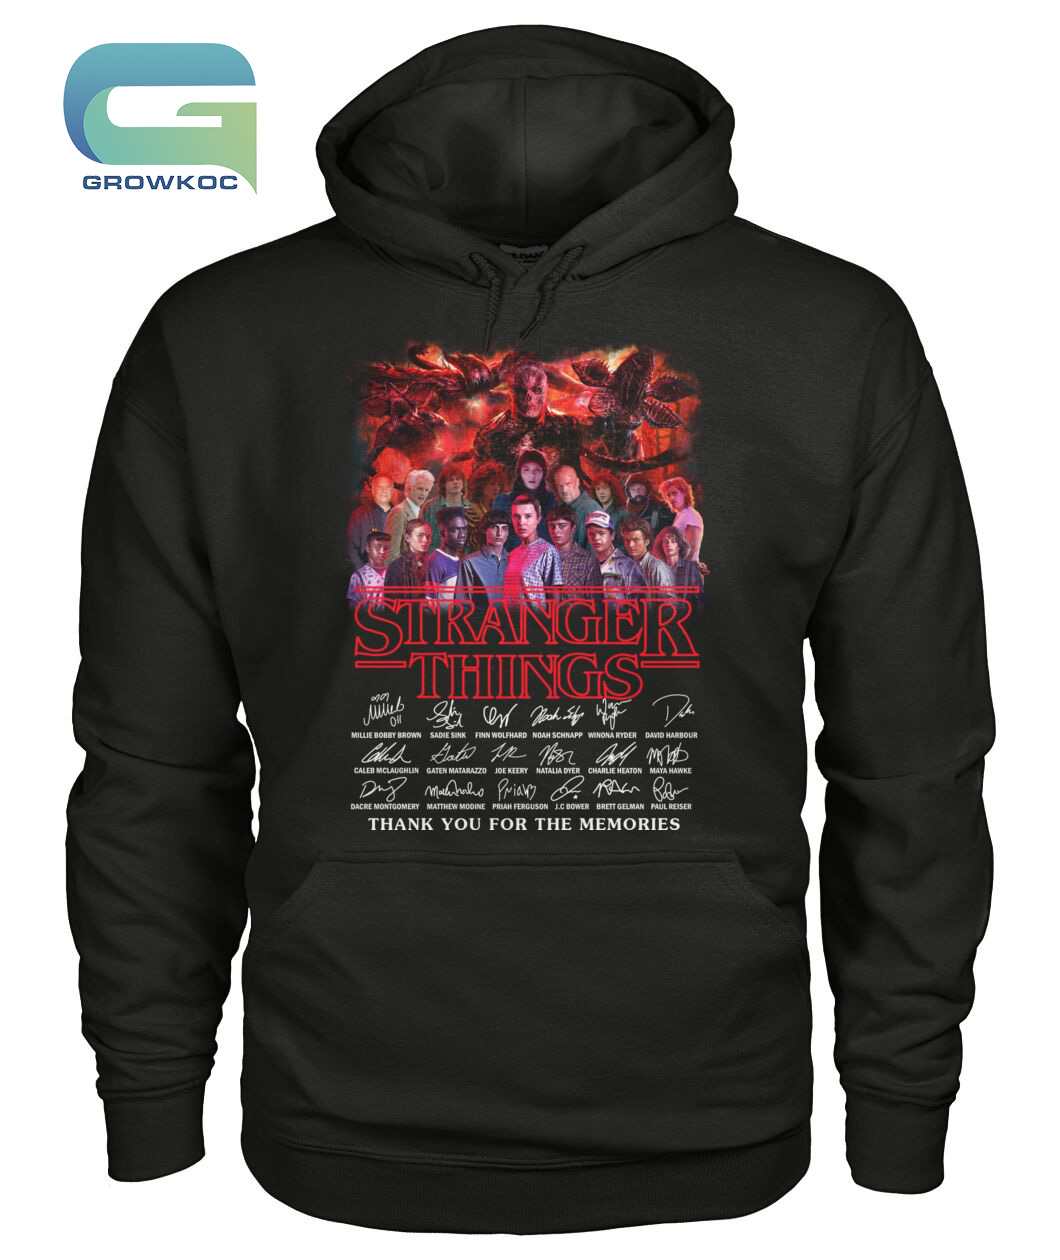 GROWKOC
STRANGER
THINGS
011
MILLIE BOBBY BROWN SADIE SINK FINN WOLFHARD NOAH SCHNAPP WINONA RYDER DAVID HARBOUR
CALEB MCLAUGHLIN GATEN MATARAZZO JOE KEERY NATALIA DYER CHARLIE HEATON MAYA HAWKE
DACRE MONTGOMERY MATTHEW MODINE PRIAH FERGUSON J.C BOWER BRETT GELMAN PAUL REISER
THANK YOU FOR THE MEMORIES